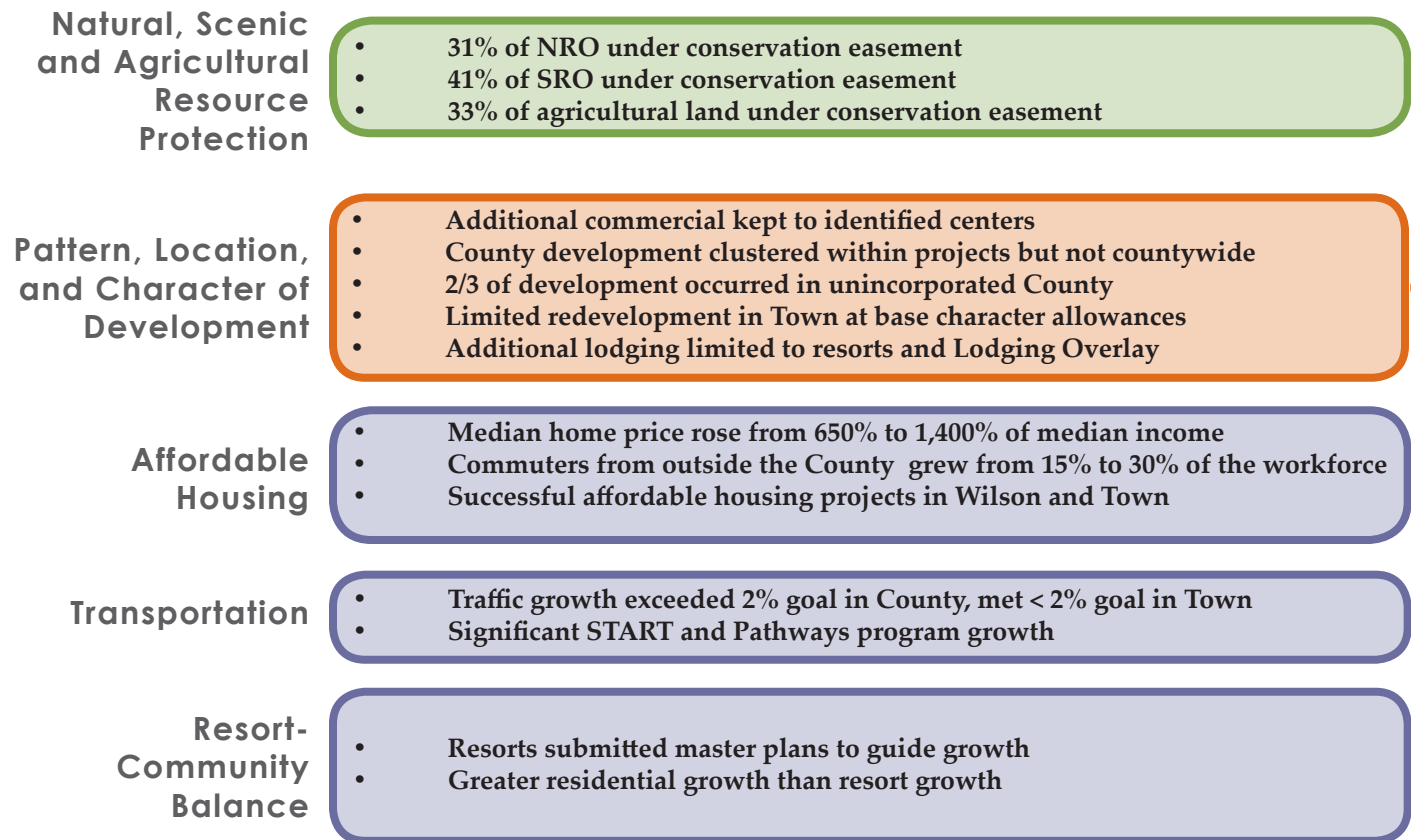 Natural, Scenic
and Agricultural
Resource
Protection
• 31% of NRO under conservation easement
• 41% of SRO under conservation easement
• 33% of agricultural land under conservation easement
Pattern, Location,
and Character of
Development
• Additional commercial kept to identified centers
• County development clustered within projects but not countywide
• 2/3 of development occurred in unincorporated County
• Limited redevelopment in Town at base character allowances
• Additional lodging limited to resorts and Lodging Overlay
Affordable
Housing
• Median home price rose from 650% to 1,400% of median income
• Commuters from outside the County grew from 15% to 30% of the workforce
• Successful affordable housing projects in Wilson and Town
Transportation
• Traffic growth exceeded 2% goal in County, met < 2% goal in Town
• Significant START and Pathways program growth
Resort-
Community
Balance
• Resorts submitted master plans to guide growth
• Greater residential growth than resort growth